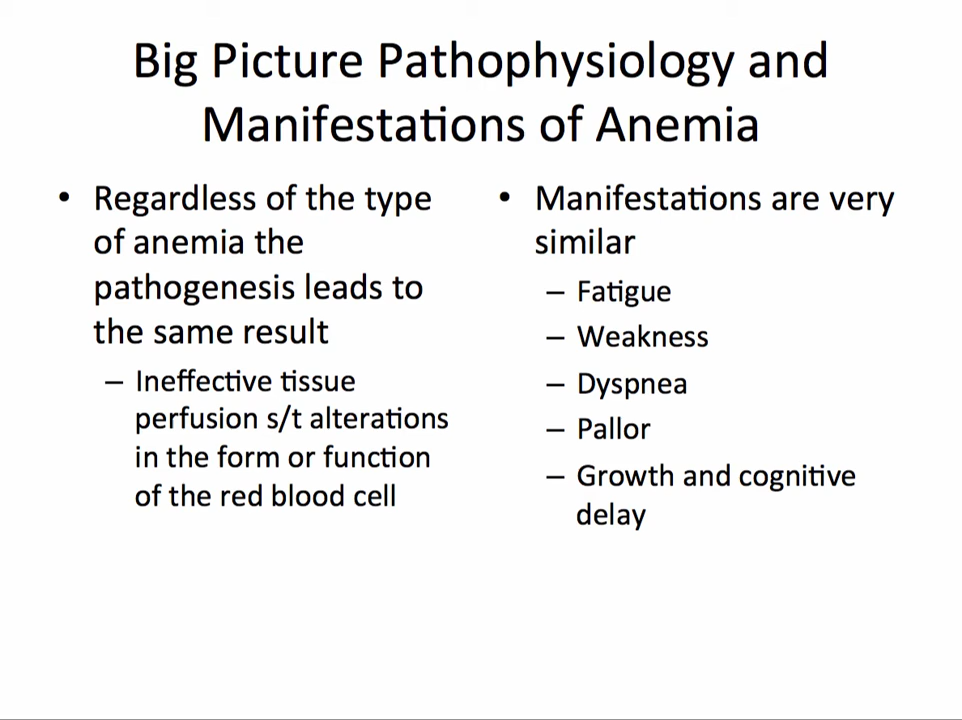 Big Picture Pathophysiology and
Manifestations of Anemia
• Regardless of the type
of anemia the
pathogenesis leads to
the same result
– Ineffective tissue
perfusion s/t alterations
in the form or function
of the red blood cell
• Manifestations are very
similar
– Fatigue
– Weakness
– Dyspnea
– Pallor
– Growth and cognitive
delay